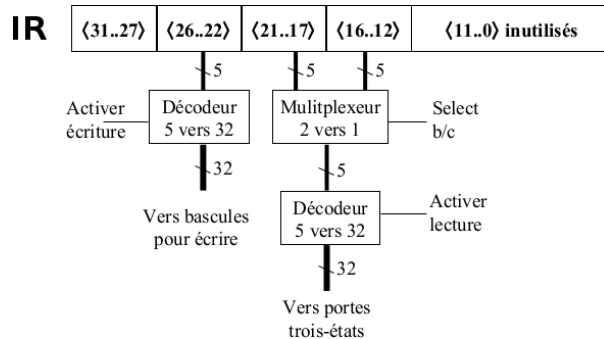 IR ⟨31..27⟩ ⟨26..22⟩ ⟨21..17⟩ ⟨16..12⟩ ⟨11..0⟩ inutilisés
5 5 5
Activer
écriture
Décodeur
5 vers 32
Mulitplexeur
2 vers 1
Select
b/c
32
5
Vers bascules
pour écrire
Décodeur
5 vers 32
Activer
lecture
32
Vers portes
trois-états